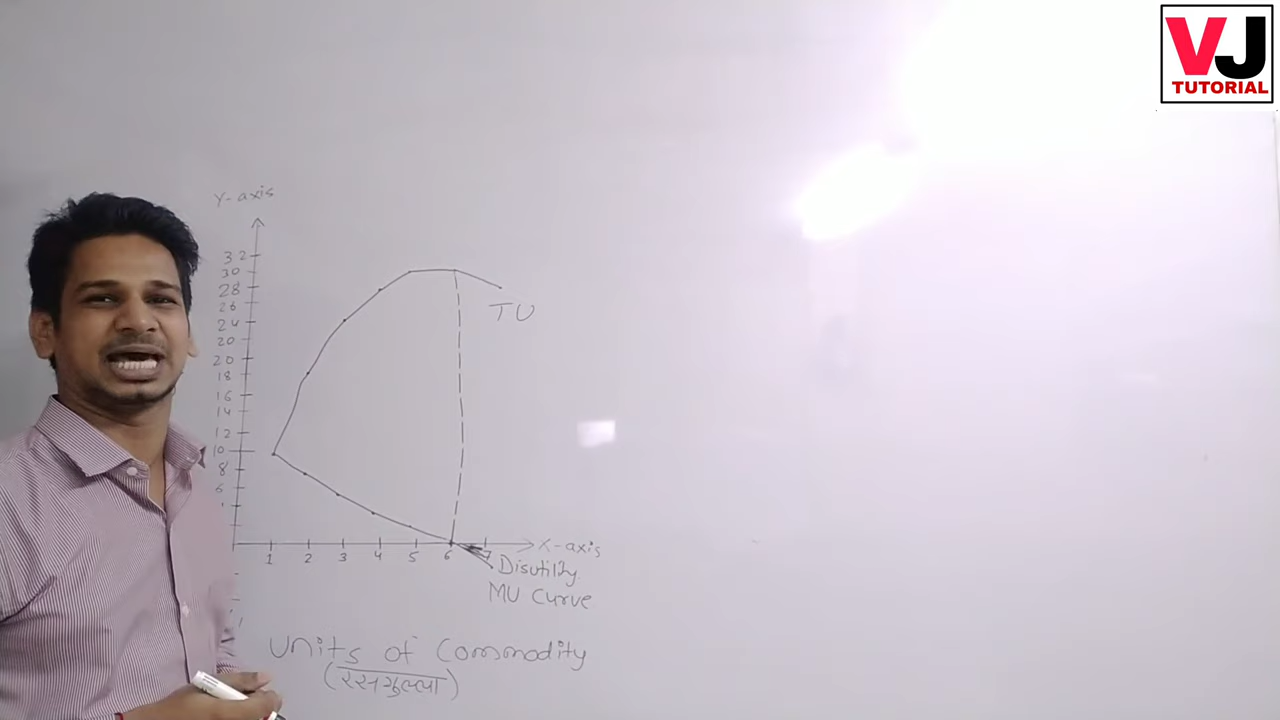 VJ
TUTORIAL
Y-axis
32
30
28
26
24
20
20
18
16
14
12
10
8
6
TU
1 2 3 4 5 6 7
X-axis
Disutility
MU Curve
Units of Commodity
(रसगुल्ला)